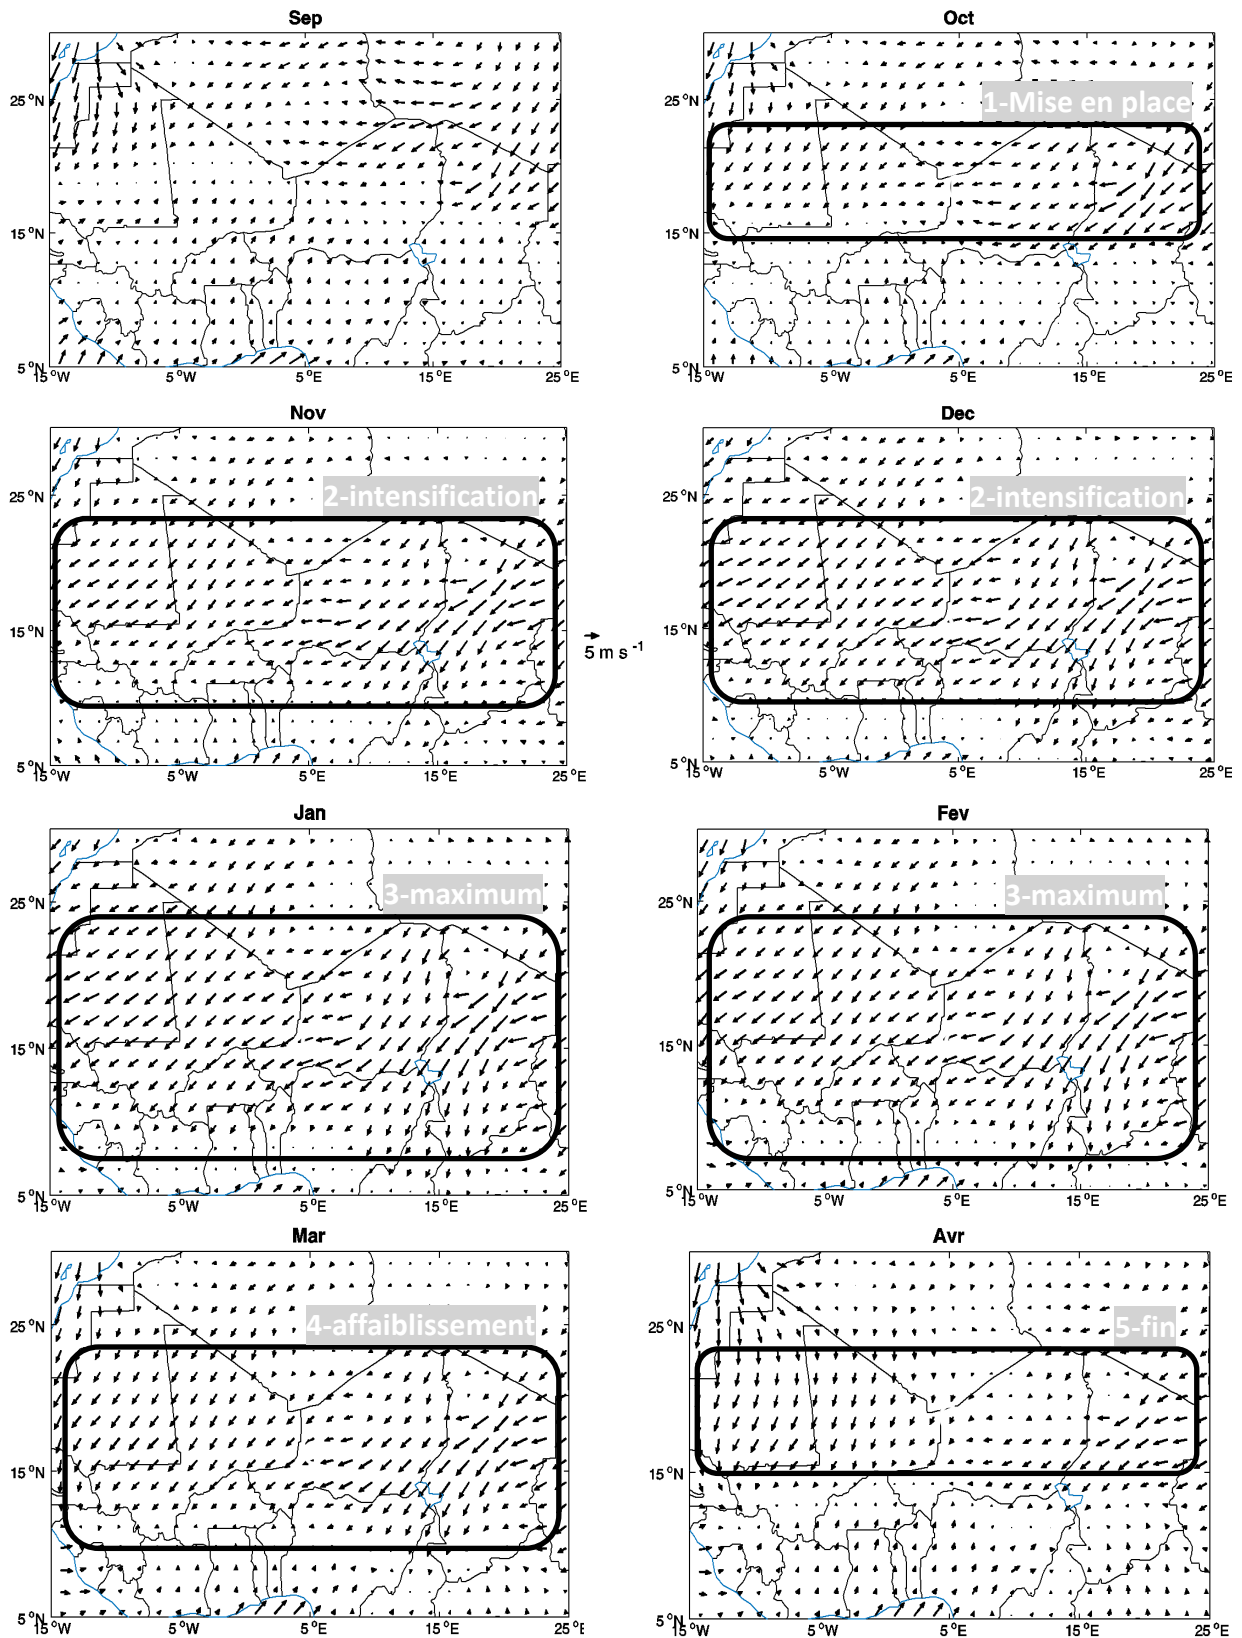 Sep
Oct
25 °N
15 °N
5 °N
15 °W 5 °W 5 °E 15 °E 25 °E
1-Mise en place
25 °N
15 °N
5 °N
15 °W 5 °W 5 °E 15 °E 25 °E
Nov
Dec
2-intensification
25 °N
15 °N
5 °N
15 °W 5 °W 5 °E 15 °E 25 °E
5 m s -1
2-intensification
25 °N
15 °N
5 °N
15 °W 5 °W 5 °E 15 °E 25 °E
Jan
Fev
3-maximum
25 °N
15 °N
5 °N
15 °W 5 °W 5 °E 15 °E 25 °E
3-maximum
25 °N
15 °N
5 °N
15 °W 5 °W 5 °E 15 °E 25 °E
Mar
Avr
4-affaiblissement
25 °N
15 °N
5 °N
15 °W 5 °W 5 °E 15 °E 25 °E
5-fin
25 °N
15 °N
5 °N
15 °W 5 °W 5 °E 15 °E 25 °E